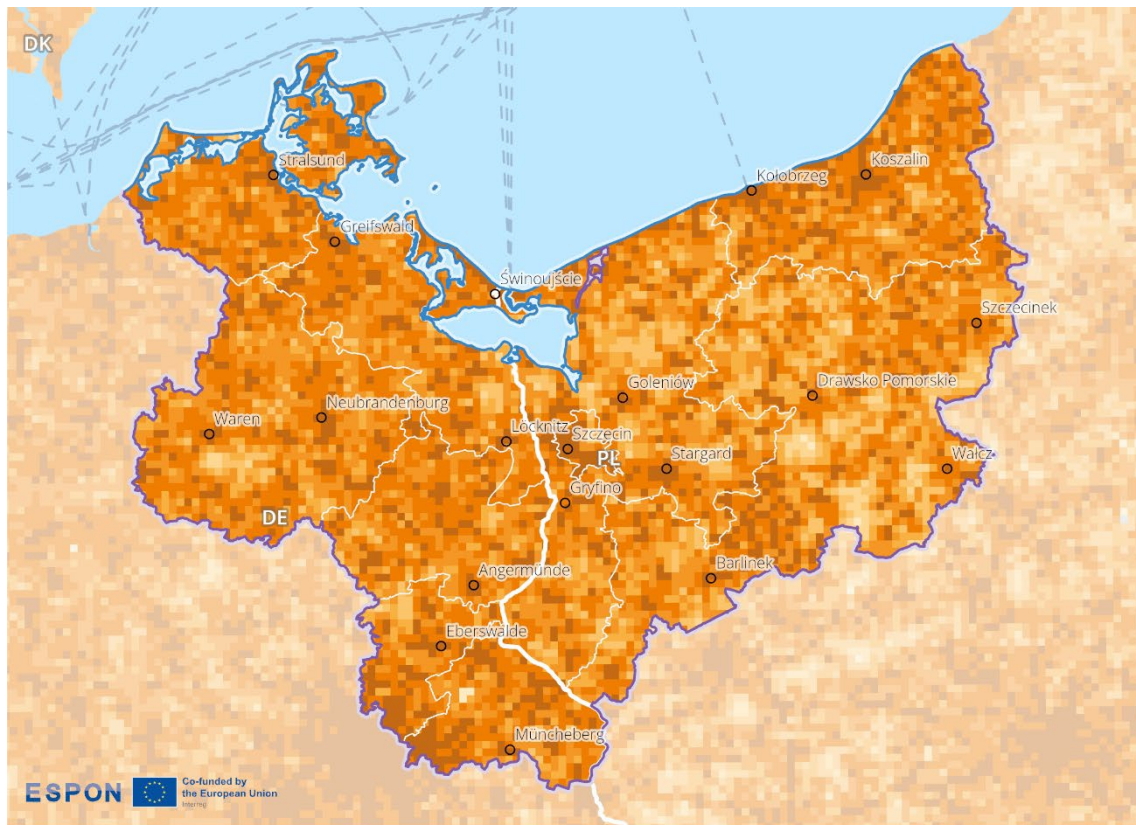 DK
Stralsund
Koszalin
Kołobrzeg
Greifswald
Świnoujście
Szczecinek
Goleniów
Drawsko Pomorskie
Waren
Neubrandenburg
Löcknitz
Szczecin
PL
Stargard
Wałcz
Gryfino
DE
Angermünde
Barlinek
Eberswalde
Müncheberg
ESPON
Co-funded by
the European Union
Interreg